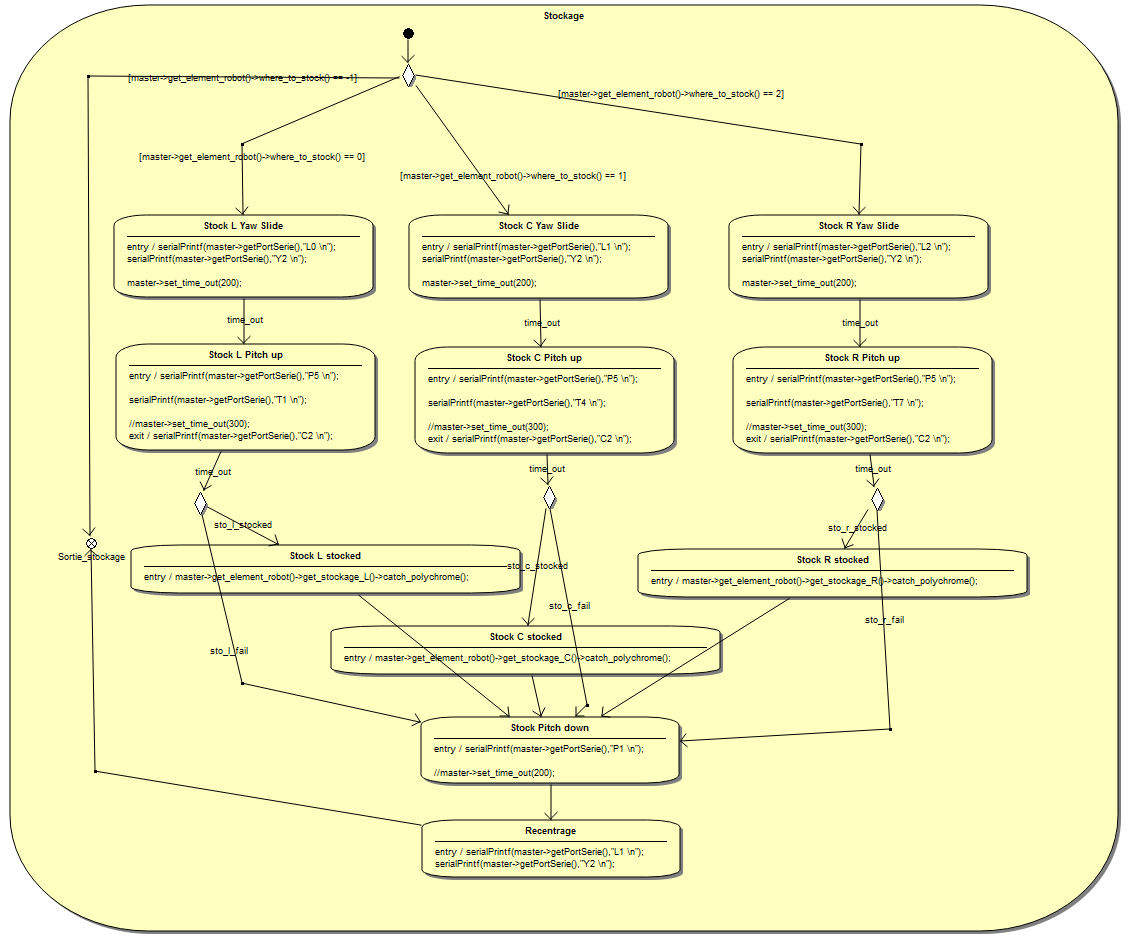 Stockage
[master->get_element_robot()->where_to_stock() == -1]
[master->get_element_robot()->where_to_stock() == 2]
[master->get_element_robot()->where_to_stock() == 0]
[master->get_element_robot()->where_to_stock() == 1]
Stock L Yaw Slide
entry / serialPrintf(master->getPortSerie(),"L0 \n");
serialPrintf(master->getPortSerie(),"Y2 \n");
master->set_time_out(200);
Stock C Yaw Slide
entry / serialPrintf(master->getPortSerie(),"L1 \n");
serialPrintf(master->getPortSerie(),"Y2 \n");
master->set_time_out(200);
Stock R Yaw Slide
entry / serialPrintf(master->getPortSerie(),"L2 \n");
serialPrintf(master->getPortSerie(),"Y2 \n");
master->set_time_out(200);
time_out
time_out
time_out
Stock L Pitch up
entry / serialPrintf(master->getPortSerie(),"P5 \n");
serialPrintf(master->getPortSerie(),"T1 \n");
//master->set_time_out(300);
exit / serialPrintf(master->getPortSerie(),"C2 \n");
Stock C Pitch up
entry / serialPrintf(master->getPortSerie(),"P5 \n");
serialPrintf(master->getPortSerie(),"T4 \n");
//master->set_time_out(300);
exit / serialPrintf(master->getPortSerie(),"C2 \n");
Stock R Pitch up
entry / serialPrintf(master->getPortSerie(),"P5 \n");
serialPrintf(master->getPortSerie(),"T7 \n");
//master->set_time_out(300);
exit / serialPrintf(master->getPortSerie(),"C2 \n");
time_out
time_out
time_out
sto_l_stocked
sto_r_stocked
Sortie_stockage
Stock L stocked
entry / master->get_element_robot()->get_stockage_L()->catch_polychrome();
sto_c_stocked
Stock R stocked
entry / master->get_element_robot()->get_stockage_R()->catch_polychrome();
sto_c_fail
sto_r_fail
Stock C stocked
entry / master->get_element_robot()->get_stockage_C()->catch_polychrome();
sto_l_fail
Stock Pitch down
entry / serialPrintf(master->getPortSerie(),"P1 \n");
//master->set_time_out(200);
Recentrage
entry / serialPrintf(master->getPortSerie(),"L1 \n");
serialPrintf(master->getPortSerie(),"Y2 \n");